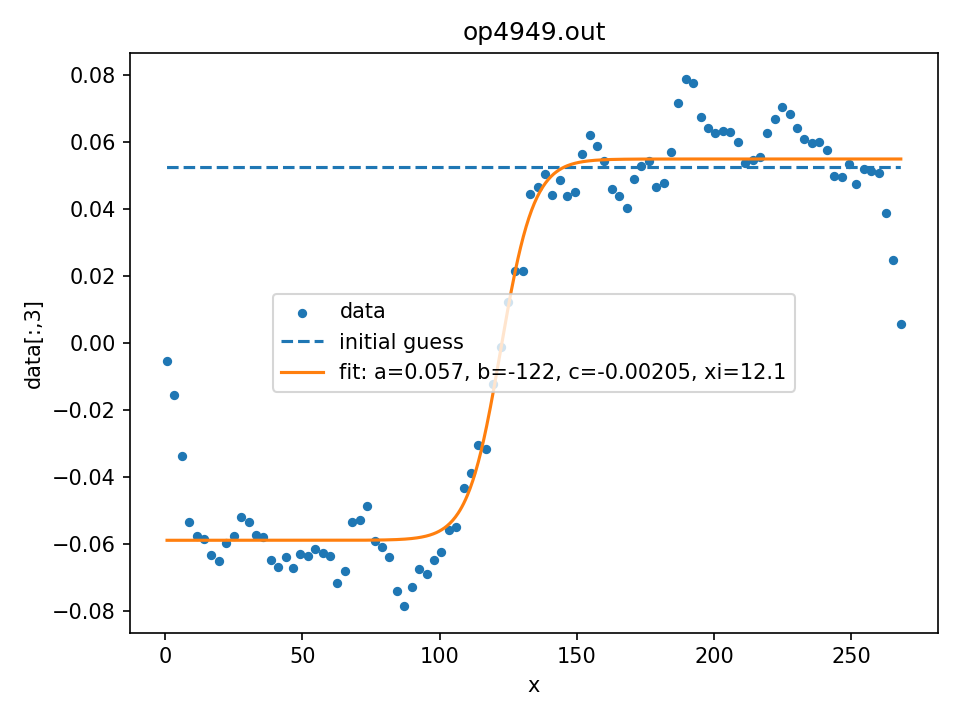 op4949.out
data[:,3]
0.08
0.06
0.04
0.02
0.00
−0.02
−0.04
−0.06
−0.08
data
initial guess
fit: a=0.057, b=-122, c=-0.00205, xi=12.1
0 50 100 150 200 250
x